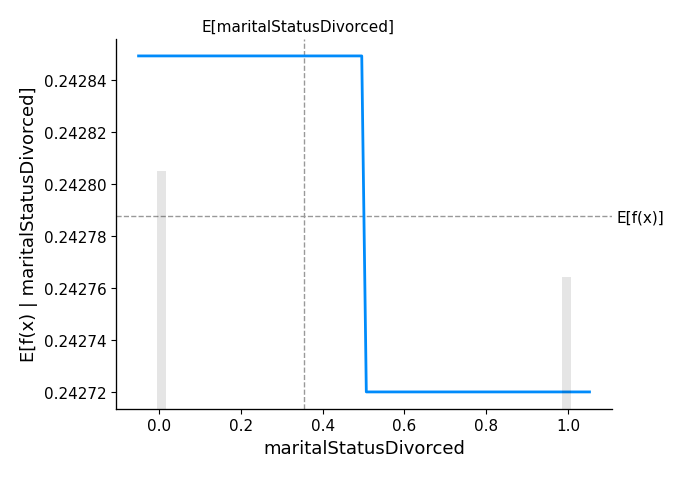 E[maritalStatusDivorced]
E[f(x) | maritalStatusDivorced]
0.24284
0.24282
0.24280
0.24278
0.24276
0.24274
0.24272
E[f(x)]
0.0 0.2 0.4 0.6 0.8 1.0
maritalStatusDivorced